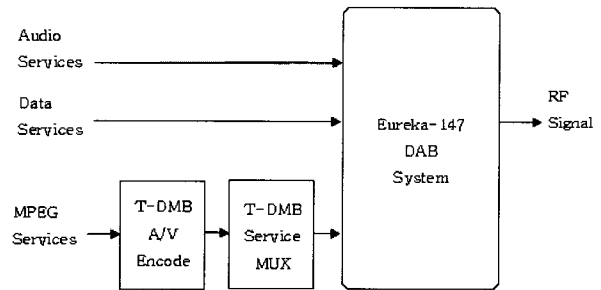 Audio
Services
Data
Services
MPEG
Services
T-DMB
A/V
Encode
T-DMB
Service
MUX
Eureka-147
DAB
System
RF
Signal